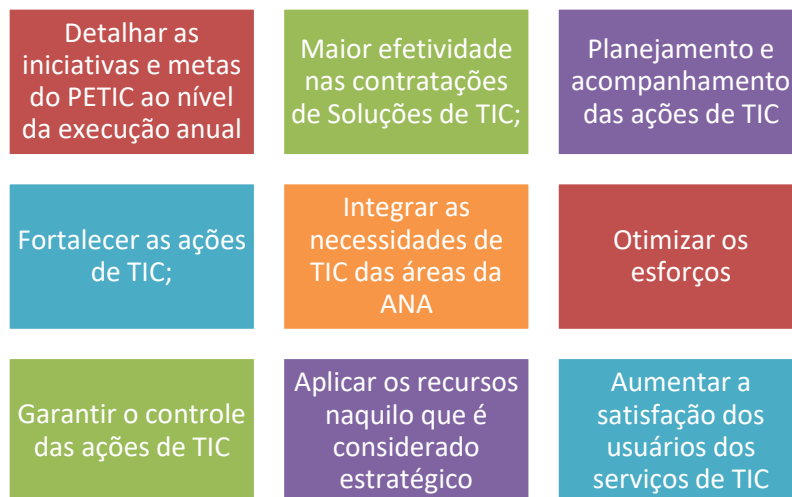 Detalhar as
iniciativas e metas
do PETIC ao nível
da execução anual
Maior efetividade
nas contratações
de Soluções de TIC;
Planejamento e
acompanhamento
das ações de TIC
Fortalecer as ações
de TIC;
Integrar as
necessidades de
TIC das áreas da
ANA
Otimizar os
esforços
Garantir o controle
das ações de TIC
Aplicar os recursos
naquilo que é
considerado
estratégico
Aumentar a
satisfação dos
usuários dos
serviços de TIC